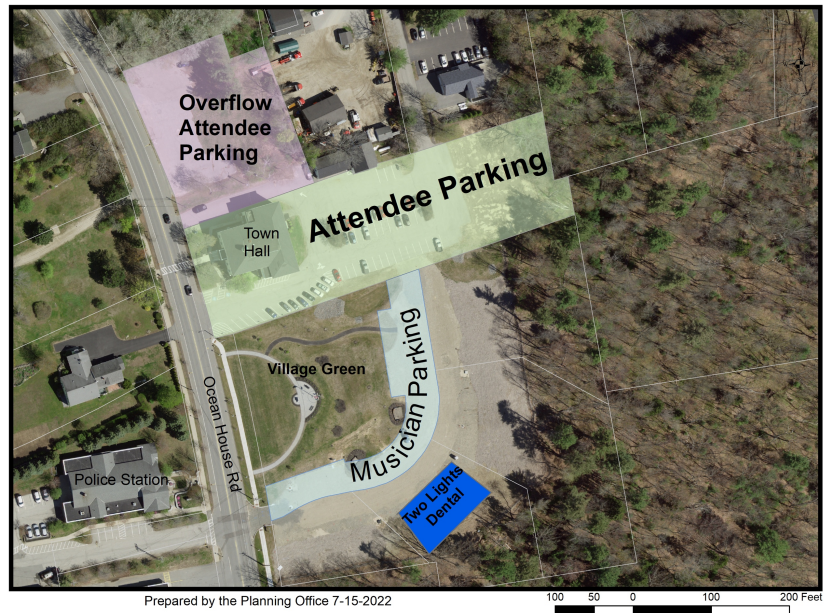 Overflow
Attendee
Parking
Attendee Parking
Town
Hall
Village Green
Musician Parking
Ocean House Rd
Police Station
Two Lights
Dental
Prepared by the Planning Office 7-15-2022
100 50 0 100 200 Feet